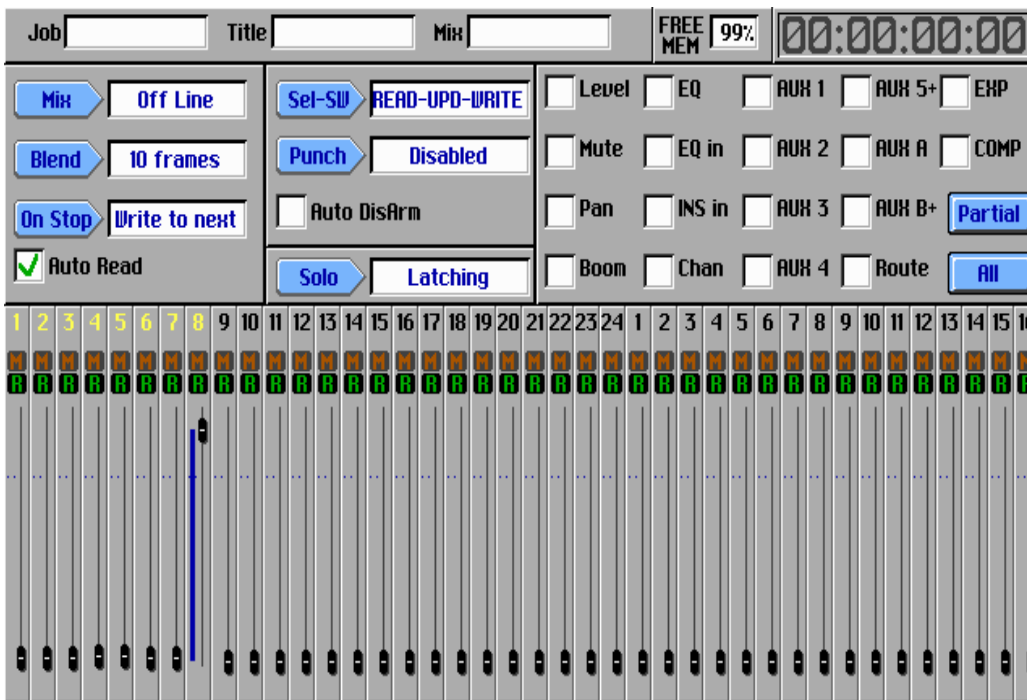 Job Title Mix FREE MEM 99% 00:00:00:00
Mix Off Line Sel-SW READ-UPD-WRITE Level EQ AUX 1 AUX 5+ EXP
Blend 10 frames Punch Disabled Mute EQ in AUX 2 AUX A COMP
On Stop Write to next Auto DisArm Pan INS in AUX 3 AUX B+ Partial
Auto Read Solo Latching Boom Chan AUX 4 Route All
1 2 3 4 5 6 7 8 9 10 11 12 13 14 15 16 17 18 19 20 21 22 23 24 1 2 3 4 5 6 7 8 9 10 11 12 13 14 15
M M M M M M M M M M M M M M M M M M M M M M M M M M M M M M M M M M M M M M M M
R R R R R R R R R R R R R R R R R R R R R R R R R R R R R R R R R R R R R R R R